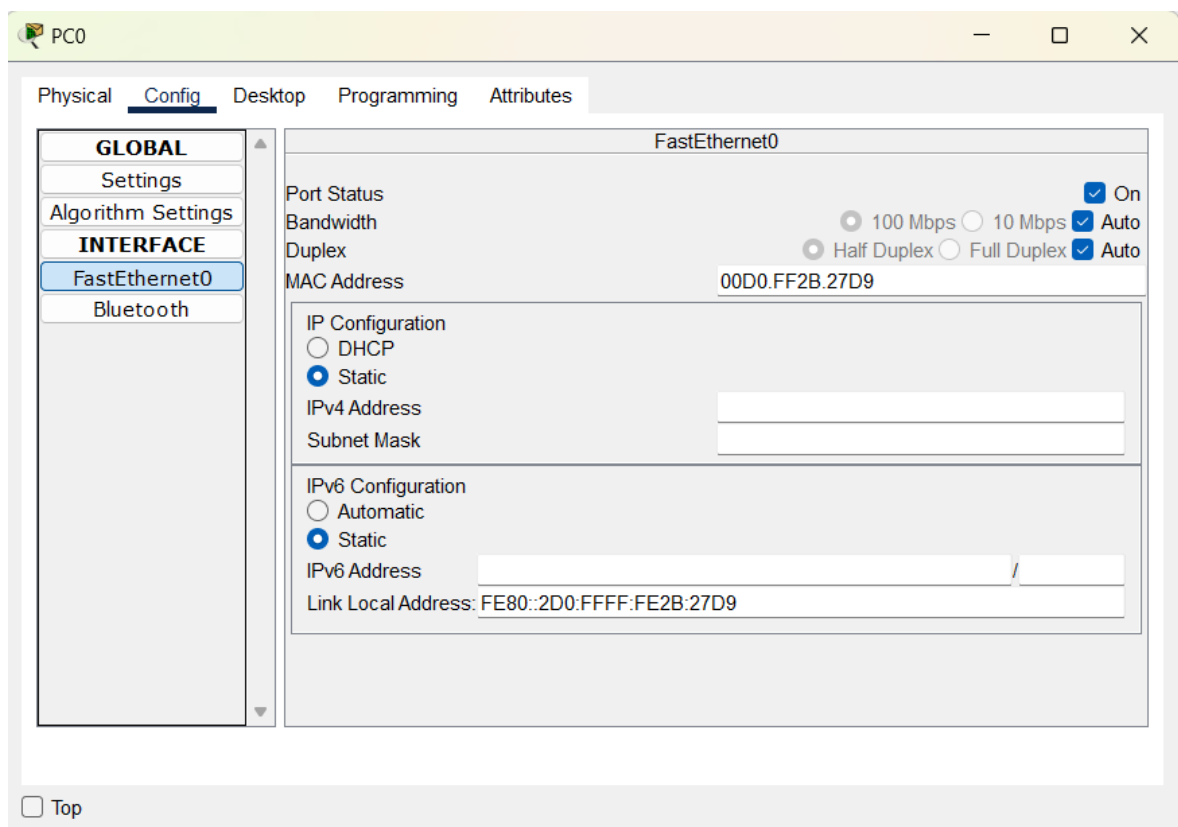 PC0
Physical Config Desktop Programming Attributes
GLOBAL
Settings
Algorithm Settings
INTERFACE
FastEthernet0
Bluetooth
FastEthernet0
Port Status On
Bandwidth 100 Mbps 10 Mbps Auto
Duplex Half Duplex Full Duplex Auto
MAC Address 00D0.FF2B.27D9
IP Configuration
DHCP
Static
IPv4 Address
Subnet Mask
IPv6 Configuration
Automatic
Static
IPv6 Address /
Link Local Address: FE80::2D0:FFFF:FE2B:27D9
Top